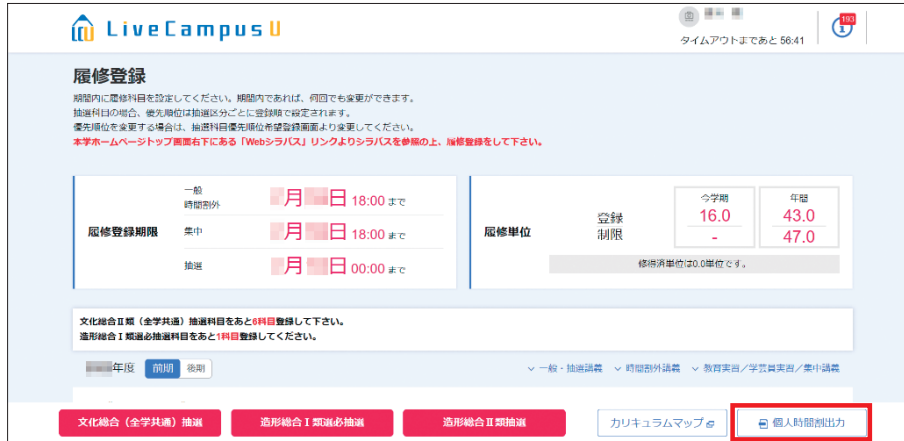 LiveCampusU
タイムアウトまであと 56:41
193
履修登録
期間内に履修科目を設定してください。期間内であれば、何回でも変更ができます。
抽選科目の場合、優先順位は抽選区分ごとに登録順で設定されます。
優先順位を変更する場合は、抽選科目優先順位希望登録画面より変更してください。
本学ホームページトップ画面右下にある「Webシラバス」リンクよりシラバスを参照の上、履修登録をして下さい。
履修登録期限
一般
時間割外
月 日 18:00 まで
集中
月 日 18:00 まで
抽選
月 日 00:00 まで
履修単位
登録
制限
今学期
16.0
-
年間
43.0
47.0
修得済単位は0.0単位です。
文化総合Ⅱ類（全学共通）抽選科目をあと6科目登録して下さい。
造形総合Ⅰ類選必抽選科目をあと1科目登録してください。
年度 前期 後期
一般・抽選講義 時間割外講義 教育実習／学芸員実習／集中講義
文化総合（全学共通）抽選 造形総合Ⅰ類選必抽選 造形総合Ⅱ類抽選 カリキュラムマップ 個人時間割出力